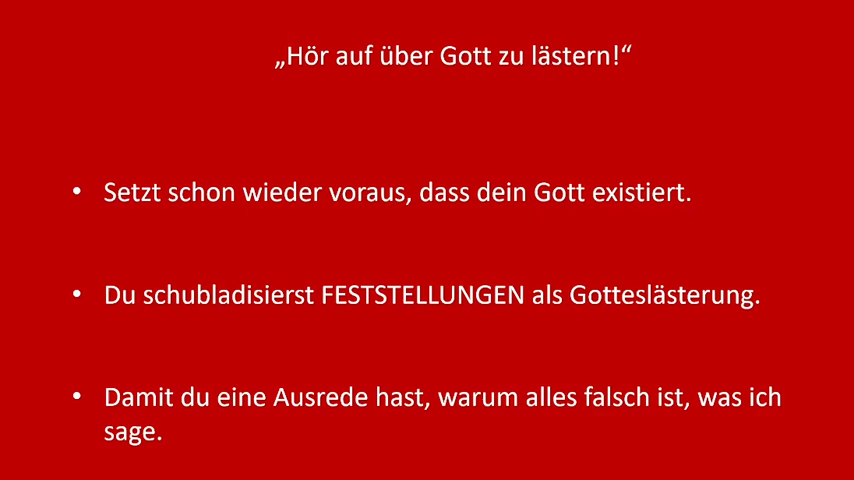 „Hör auf über Gott zu lästern!“
• Setzt schon wieder voraus, dass dein Gott existiert.
• Du schubladisierst FESTSTELLUNGEN als Gotteslästerung.
• Damit du eine Ausrede hast, warum alles falsch ist, was ich
sage.